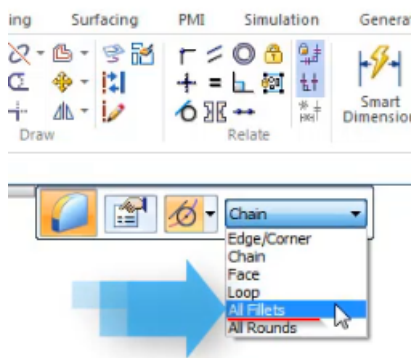 ing Surfacing PMI Simulation Genera
Smart
Dimension
Draw Relate
Chain
Edge/Corner
Chain
Face
Loop
All Fillets
All Rounds